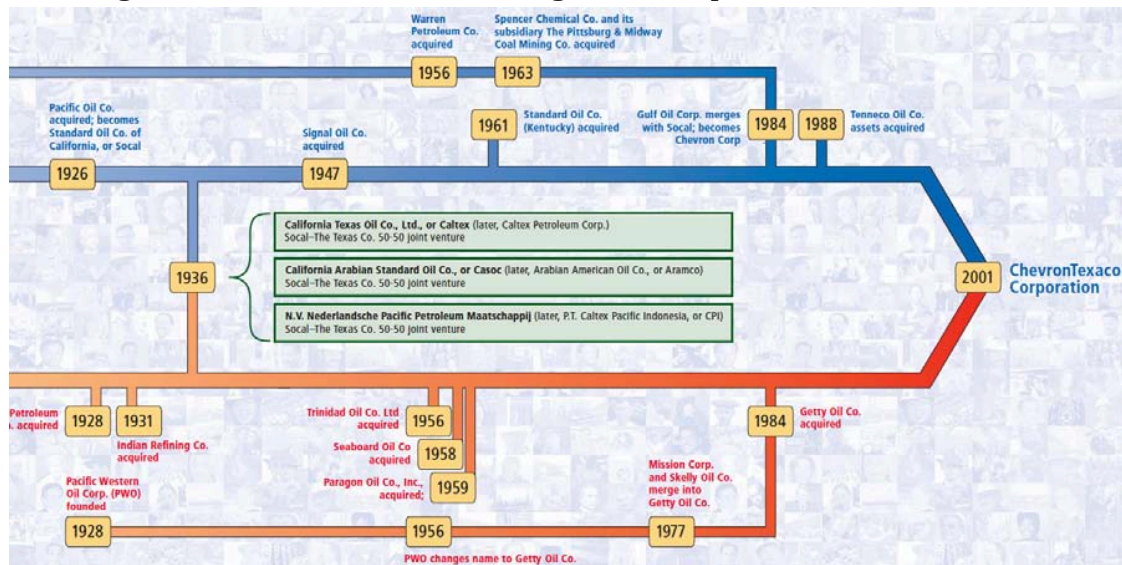 Warren
Petroleum Co.
acquired
1956
Spencer Chemical Co. and its
subsidiary The Pittsburg & Midway
Coal Mining Co. acquired
1963
Pacific Oil Co.
acquired; becomes
Standard Oil Co. of
California, or Socal
1926
Signal Oil Co.
acquired
1947
1961
Standard Oil Co.
(Kentucky) acquired
Gulf Oil Corp. merges
with Socal; becomes
Chevron Corp
1984
1988
Tenneco Oil Co.
assets acquired
1936
California Texas Oil Co., Ltd., or Caltex (later, Caltex Petroleum Corp.)
Socal–The Texas Co. 50-50 joint venture
California Arabian Standard Oil Co., or Casoc (later, Arabian American Oil Co., or Aramco)
Socal–The Texas Co. 50-50 joint venture
N.V. Nederlandsche Pacific Petroleum Maatschappij (later, P.T. Caltex Pacific Indonesia, or CPI)
Socal–The Texas Co. 50-50 joint venture
2001
ChevronTexaco
Corporation
Petroleum
acquired
1928
1931
Indian Refining Co.
acquired
Trinidad Oil Co. Ltd
acquired
1956
Seaboard Oil Co
acquired
1958
Paragon Oil Co., Inc.,
acquired;
1959
1984
Getty Oil Co.
acquired
Pacific Western
Oil Corp. (PWO)
founded
1928
1956
PWO changes name to Getty Oil Co.
Mission Corp.
and Skelly Oil Co.
merge into
Getty Oil Co.
1977